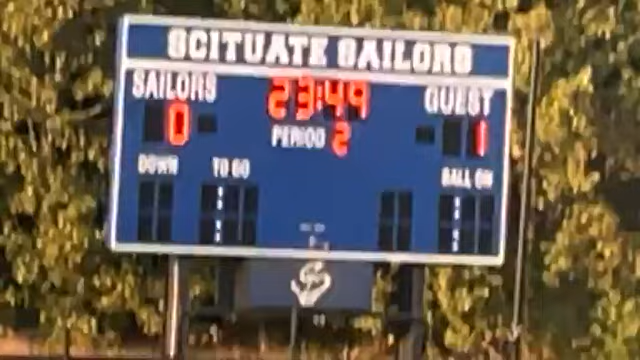 SCITUATE SAILORS
SAILORS 23:49 GUEST
0 PERIOD 2 1
DOWN TO GO BALL ON